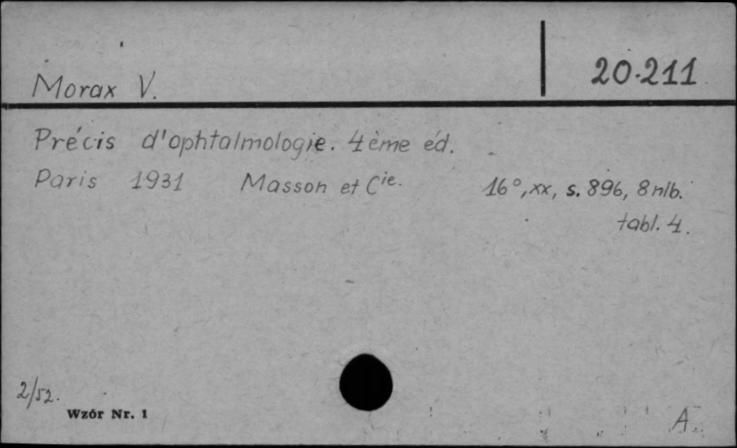 Morax V.
20.211
Précis d'ophtalmologie. 4ème éd.
Paris 1931 Masson et Cie. 16°, xx, s. 896, 8nlb.
tabl. 4.
2/52.
Wzór Nr. 1
A.